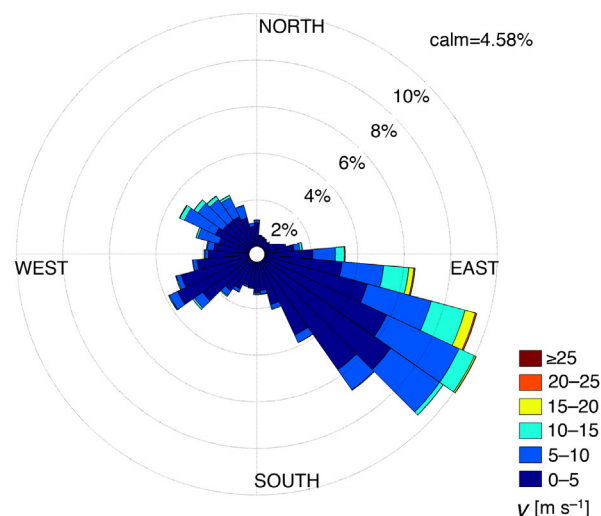 NORTH
calm=4.58%
10%
8%
6%
4%
2%
WEST
EAST
SOUTH
≥25
20–25
15–20
10–15
5–10
0–5
V [m s⁻¹]